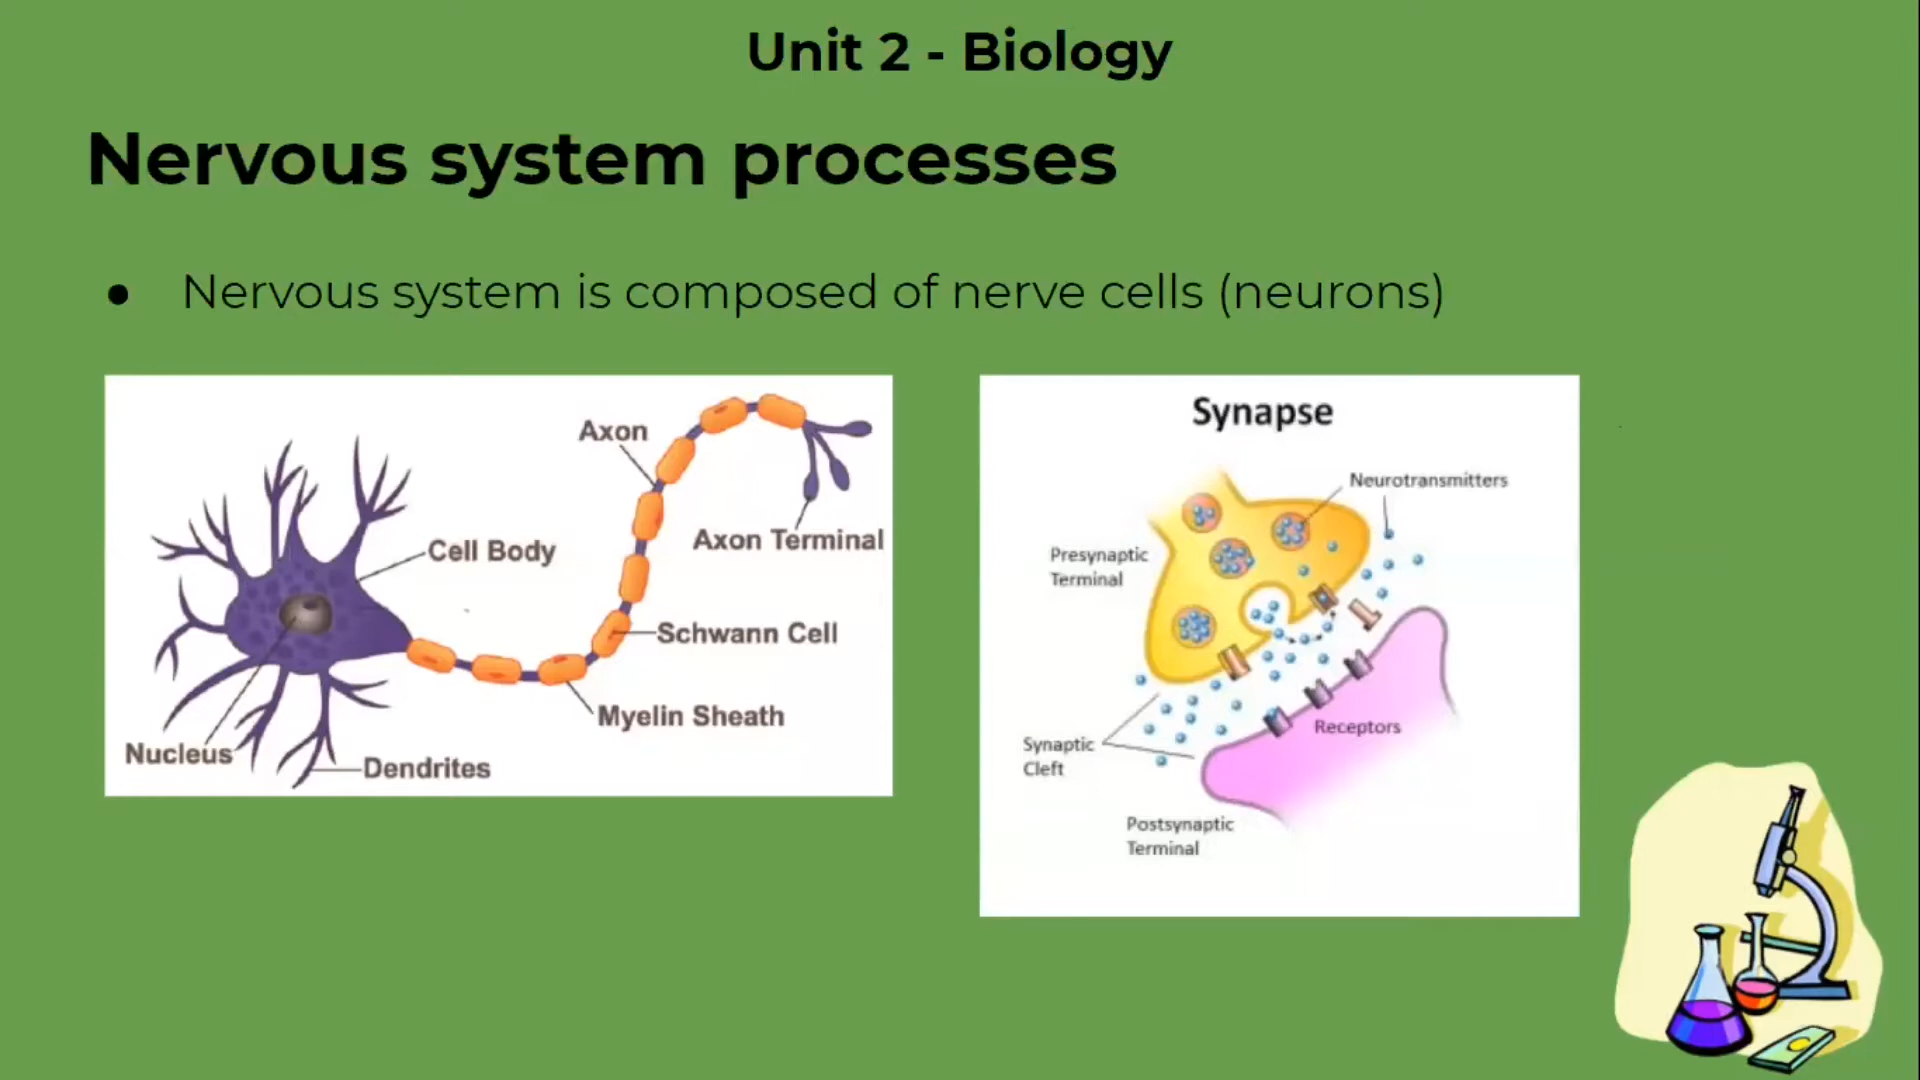 Unit 2 - Biology
Nervous system processes
● Nervous system is composed of nerve cells (neurons)
Axon
Axon Terminal
Cell Body
Schwann Cell
Myelin Sheath
Nucleus
Dendrites
Synapse
Neurotransmitters
Presynaptic
Terminal
Receptors
Synaptic
Cleft
Postsynaptic
Terminal